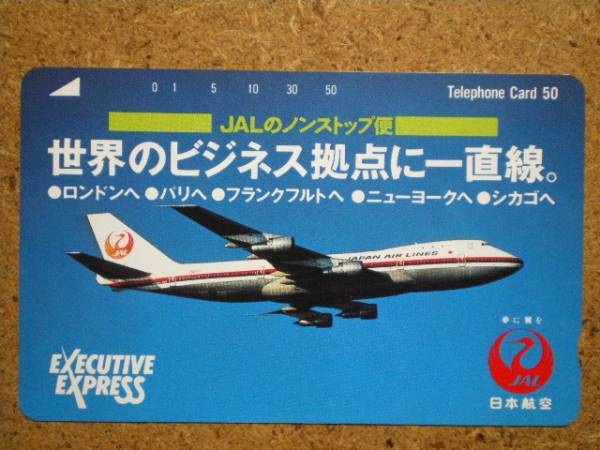 0 1 5 10 30 50
Telephone Card 50
JALのノンストップ便
世界のビジネス拠点に一直線。
●ロンドンへ ●パリへ ●フランクフルトへ ●ニューヨークへ ●シカゴへ
JAL
JAPAN AIR LINES
夢に翼を
EXECUTIVE
EXPRESS
JAL
日本航空